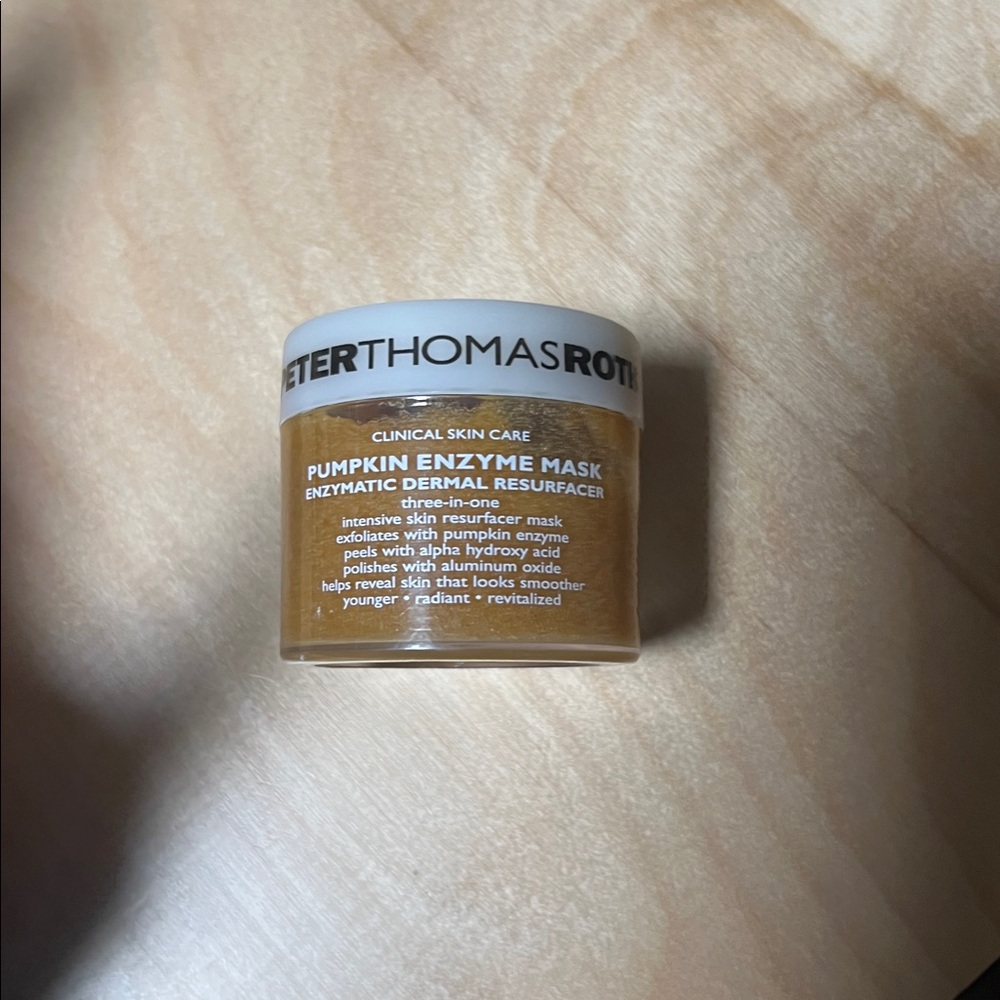 PETERTHOMASROTH
CLINICAL SKIN CARE
PUMPKIN ENZYME MASK
ENZYMATIC DERMAL RESURFACER
three-in-one
intensive skin resurfacer mask
exfoliates with pumpkin enzyme
peels with alpha hydroxy acid
polishes with aluminum oxide
helps reveal skin that looks smoother
younger • radiant • revitalized